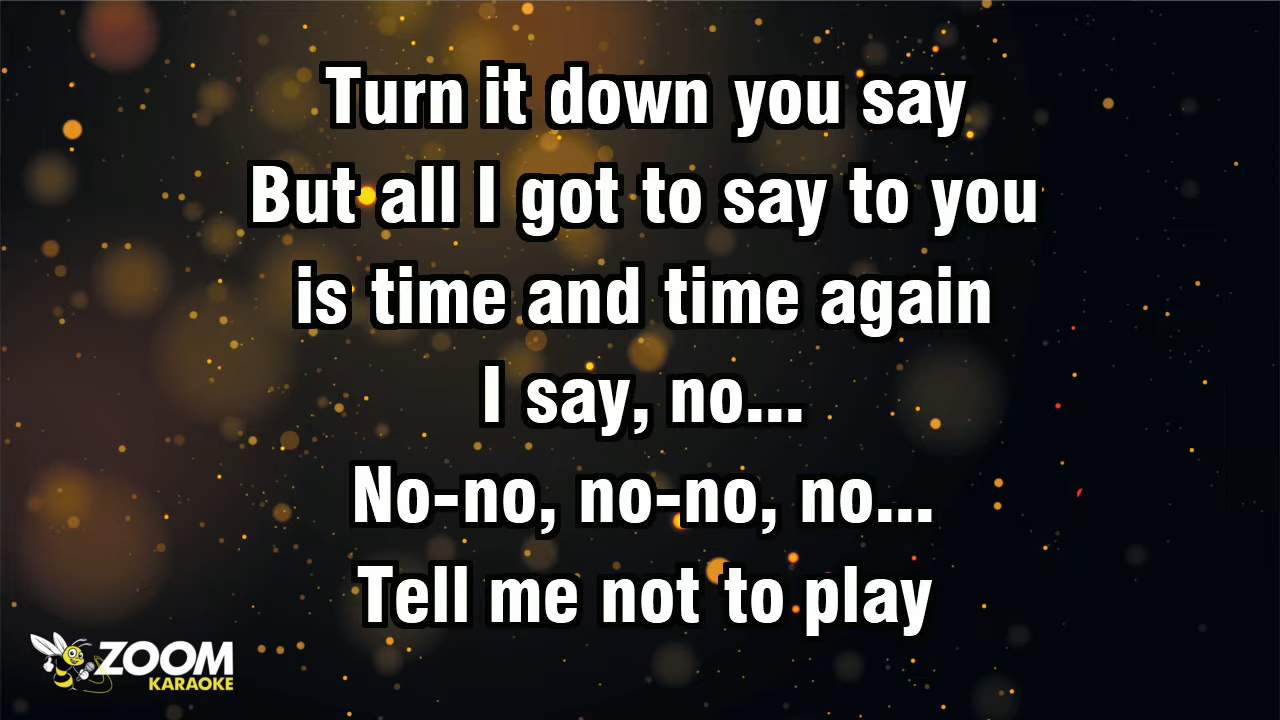 Turn it down you say
But all I got to say to you
is time and time again
I say, no...
No-no, no-no, no...
Tell me not to play
ZOOM
KARAOKE